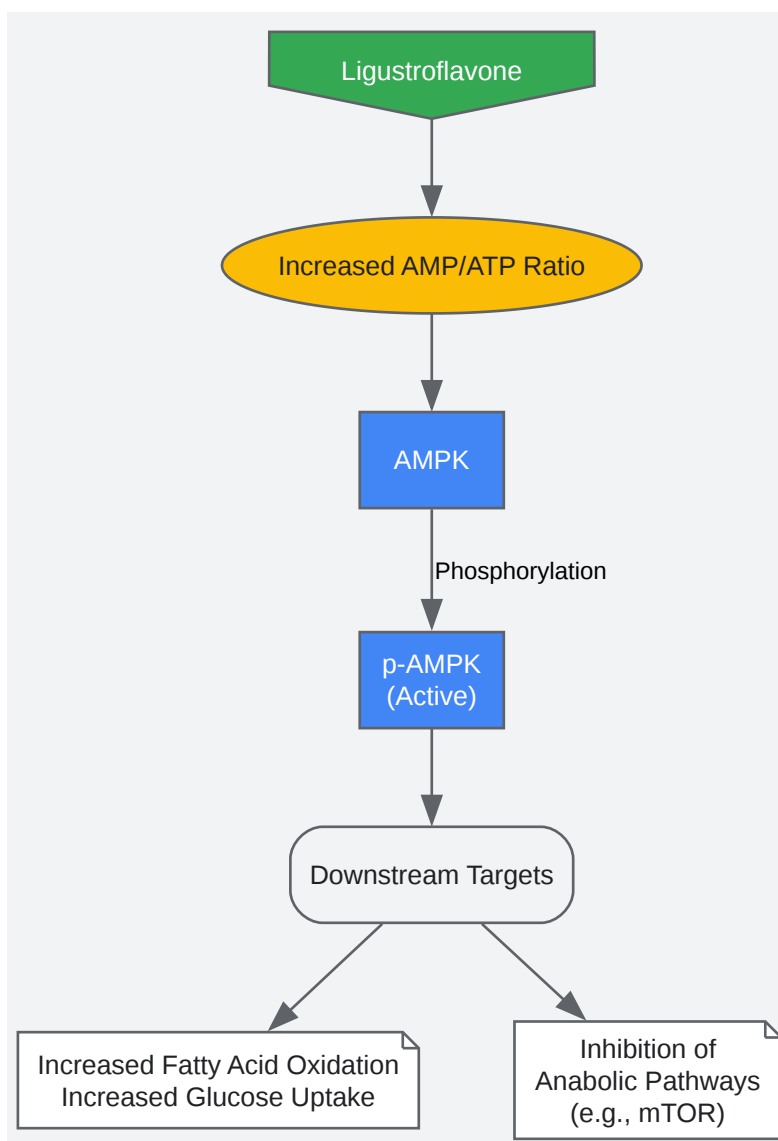 Ligustroflavone
Increased AMP/ATP Ratio
AMPK
Phosphorylation
p-AMPK
(Active)
Downstream Targets
Increased Fatty Acid Oxidation
Increased Glucose Uptake
Inhibition of
Anabolic Pathways
(e.g., mTOR)